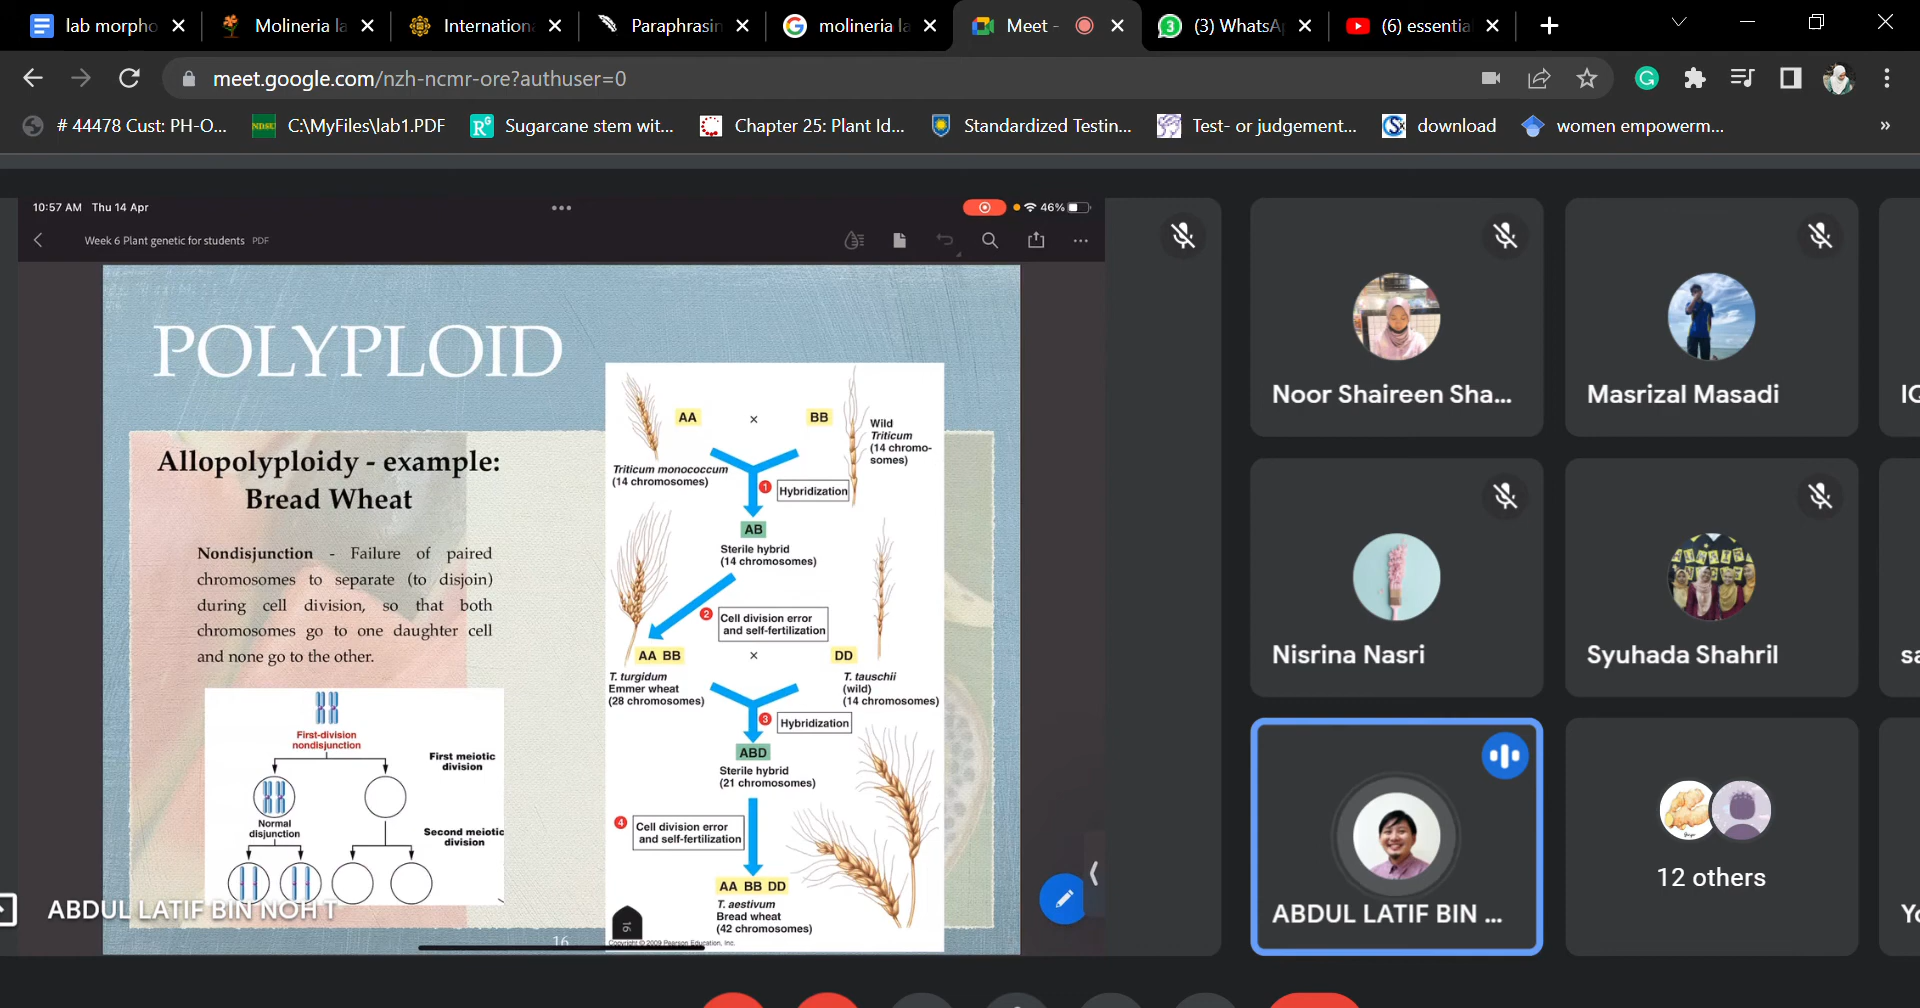 lab morpho
Molineria la
Internationa
Paraphrasin
molineria la
Meet -
(3) WhatsA
(6) essentia
meet.google.com/nzh-ncmr-ore?authuser=0
# 44478 Cust: PH-O...
C:\MyFiles\lab1.PDF
Sugarcane stem wit...
Chapter 25: Plant Id...
Standardized Testin...
Test- or judgement...
download
women empowerm...
10:57 AM Thu 14 Apr
46%
Week 6 Plant genetic for students PDF
POLYPLOID
Allopolyploidy - example:
Bread Wheat
Nondisjunction - Failure of paired
chromosomes to separate (to disjoin)
during cell division, so that both
chromosomes go to one daughter cell
and none go to the other.
First-division
nondisjunction
First meiotic
division
Normal
disjunction
Second meiotic
division
AA × BB
Wild
Triticum
(14 chromo-
somes)
Triticum monococcum
(14 chromosomes)
1 Hybridization
AB
Sterile hybrid
(14 chromosomes)
2 Cell division error
and self-fertilization
AA BB × DD
T. turgidum
Emmer wheat
(28 chromosomes)
T. tauschii
(wild)
(14 chromosomes)
3 Hybridization
ABD
Sterile hybrid
(21 chromosomes)
4 Cell division error
and self-fertilization
AA BB DD
T. aestivum
Bread wheat
(42 chromosomes)
Copyright © 2009 Pearson Education, Inc.
16
16
ABDUL LATIF BIN NOH T
Noor Shaireen Sha...
Masrizal Masadi
Nisrina Nasri
Syuhada Shahril
ABDUL LATIF BIN ...
12 others